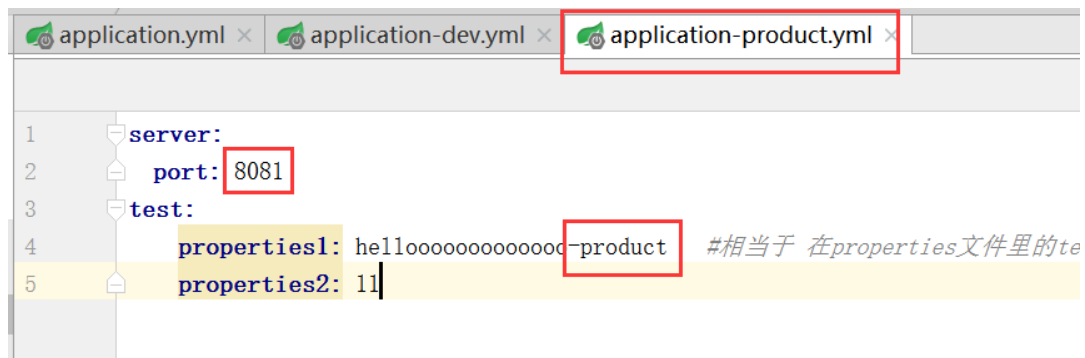 application.yml × application-dev.yml × application-product.yml ×
1 server:
2 port: 8081
3 test:
4 properties1: hellooooooooooooo-product #相当于 在properties文件里的te
5 properties2: ll